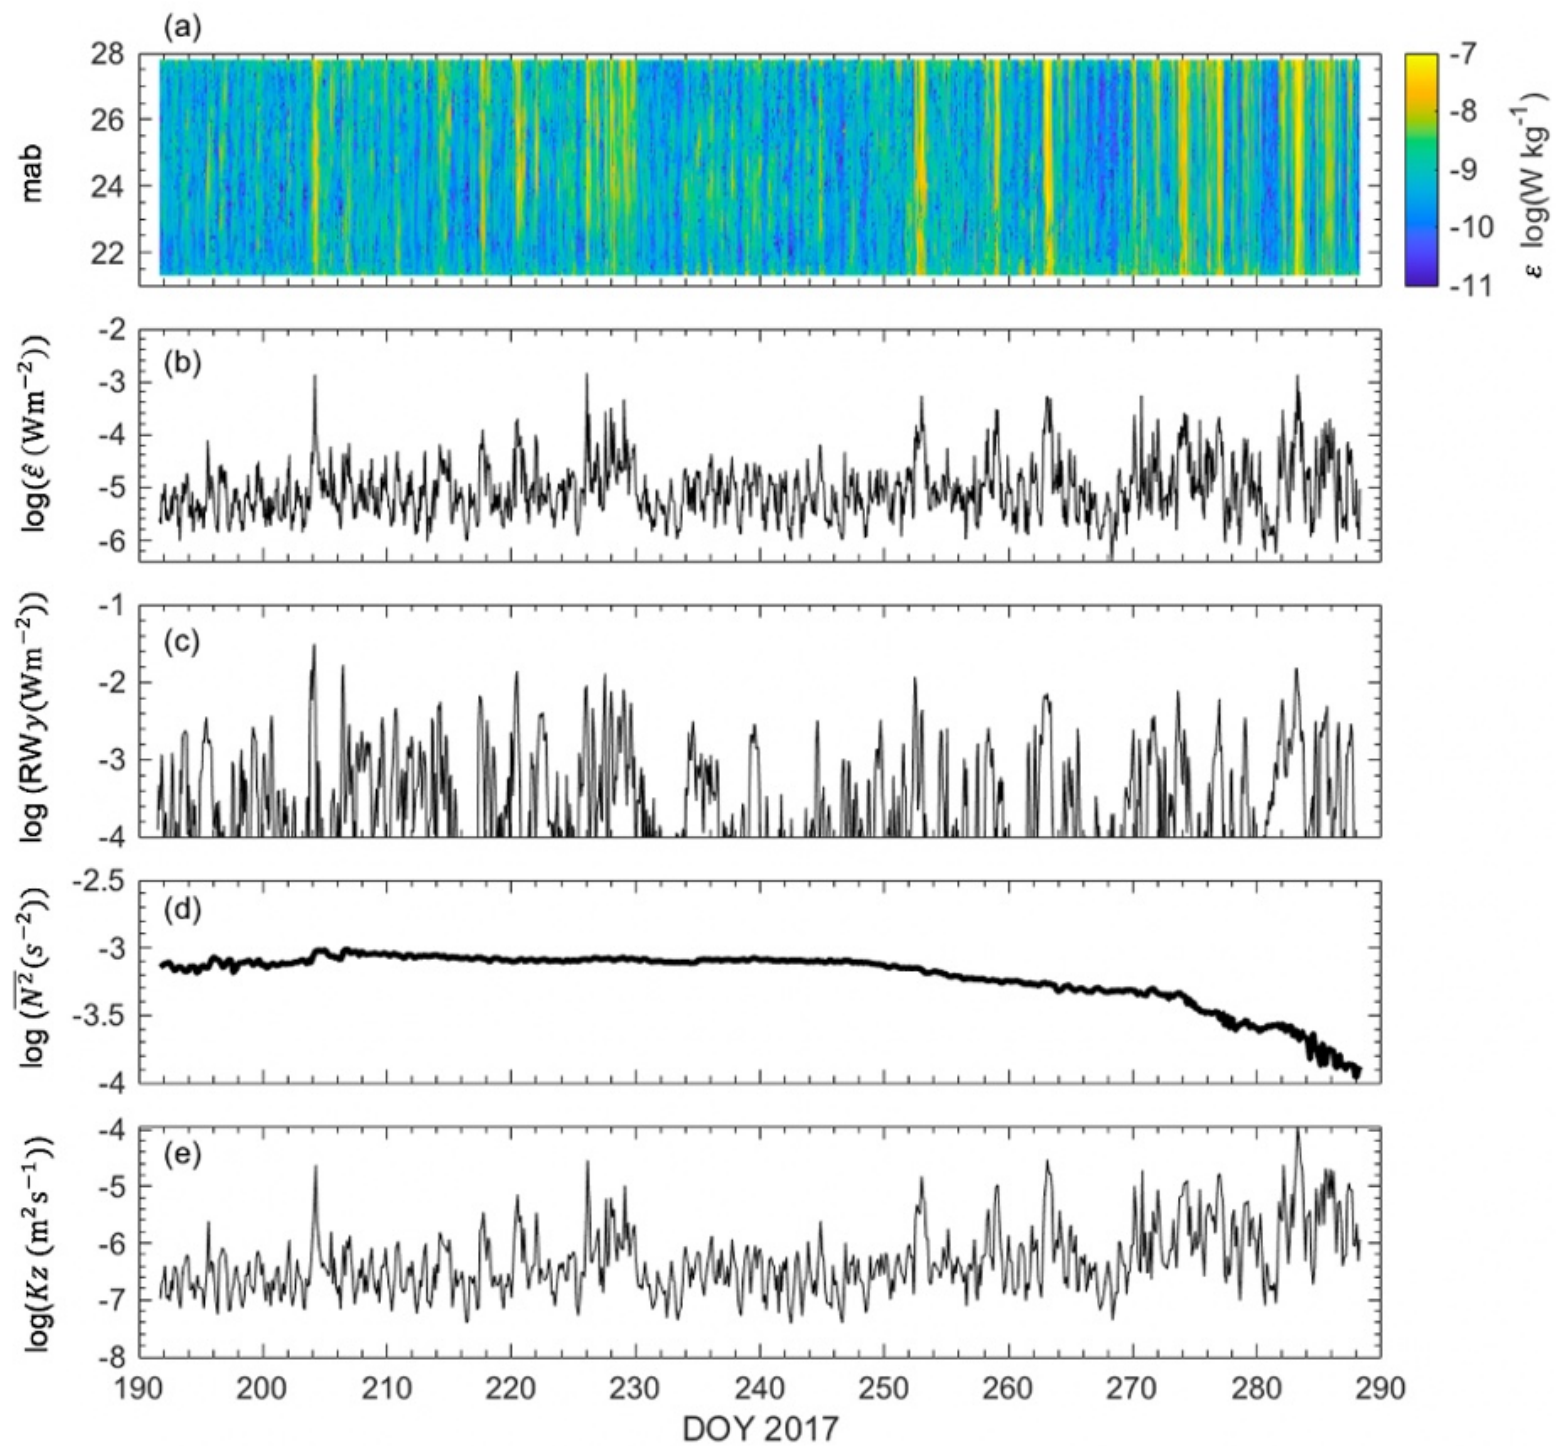 (a)
28
26
24
22
mab
-7
-8
-9
-10
-11
ε log(W kg⁻¹)
(b)
-2
-3
-4
-5
-6
log(ε̂ (Wm⁻²))
(c)
-1
-2
-3
-4
log (RWy(Wm⁻²))
(d)
-2.5
-3
-3.5
-4
log (N̅²(s⁻²))
(e)
-4
-5
-6
-7
-8
log(Kz (m²s⁻¹))
190 200 210 220 230 240 250 260 270 280 290
DOY 2017